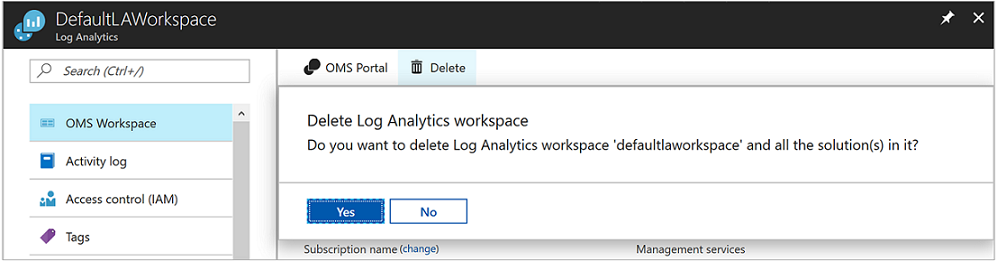 DefaultLAWorkspace
Log Analytics
Search (Ctrl+/)
OMS Workspace
Activity log
Access control (IAM)
Tags
OMS Portal
Delete
Delete Log Analytics workspace
Do you want to delete Log Analytics workspace 'defaultlaworkspace' and all the solution(s) in it?
Yes
No
Subscription name (change)
Management services